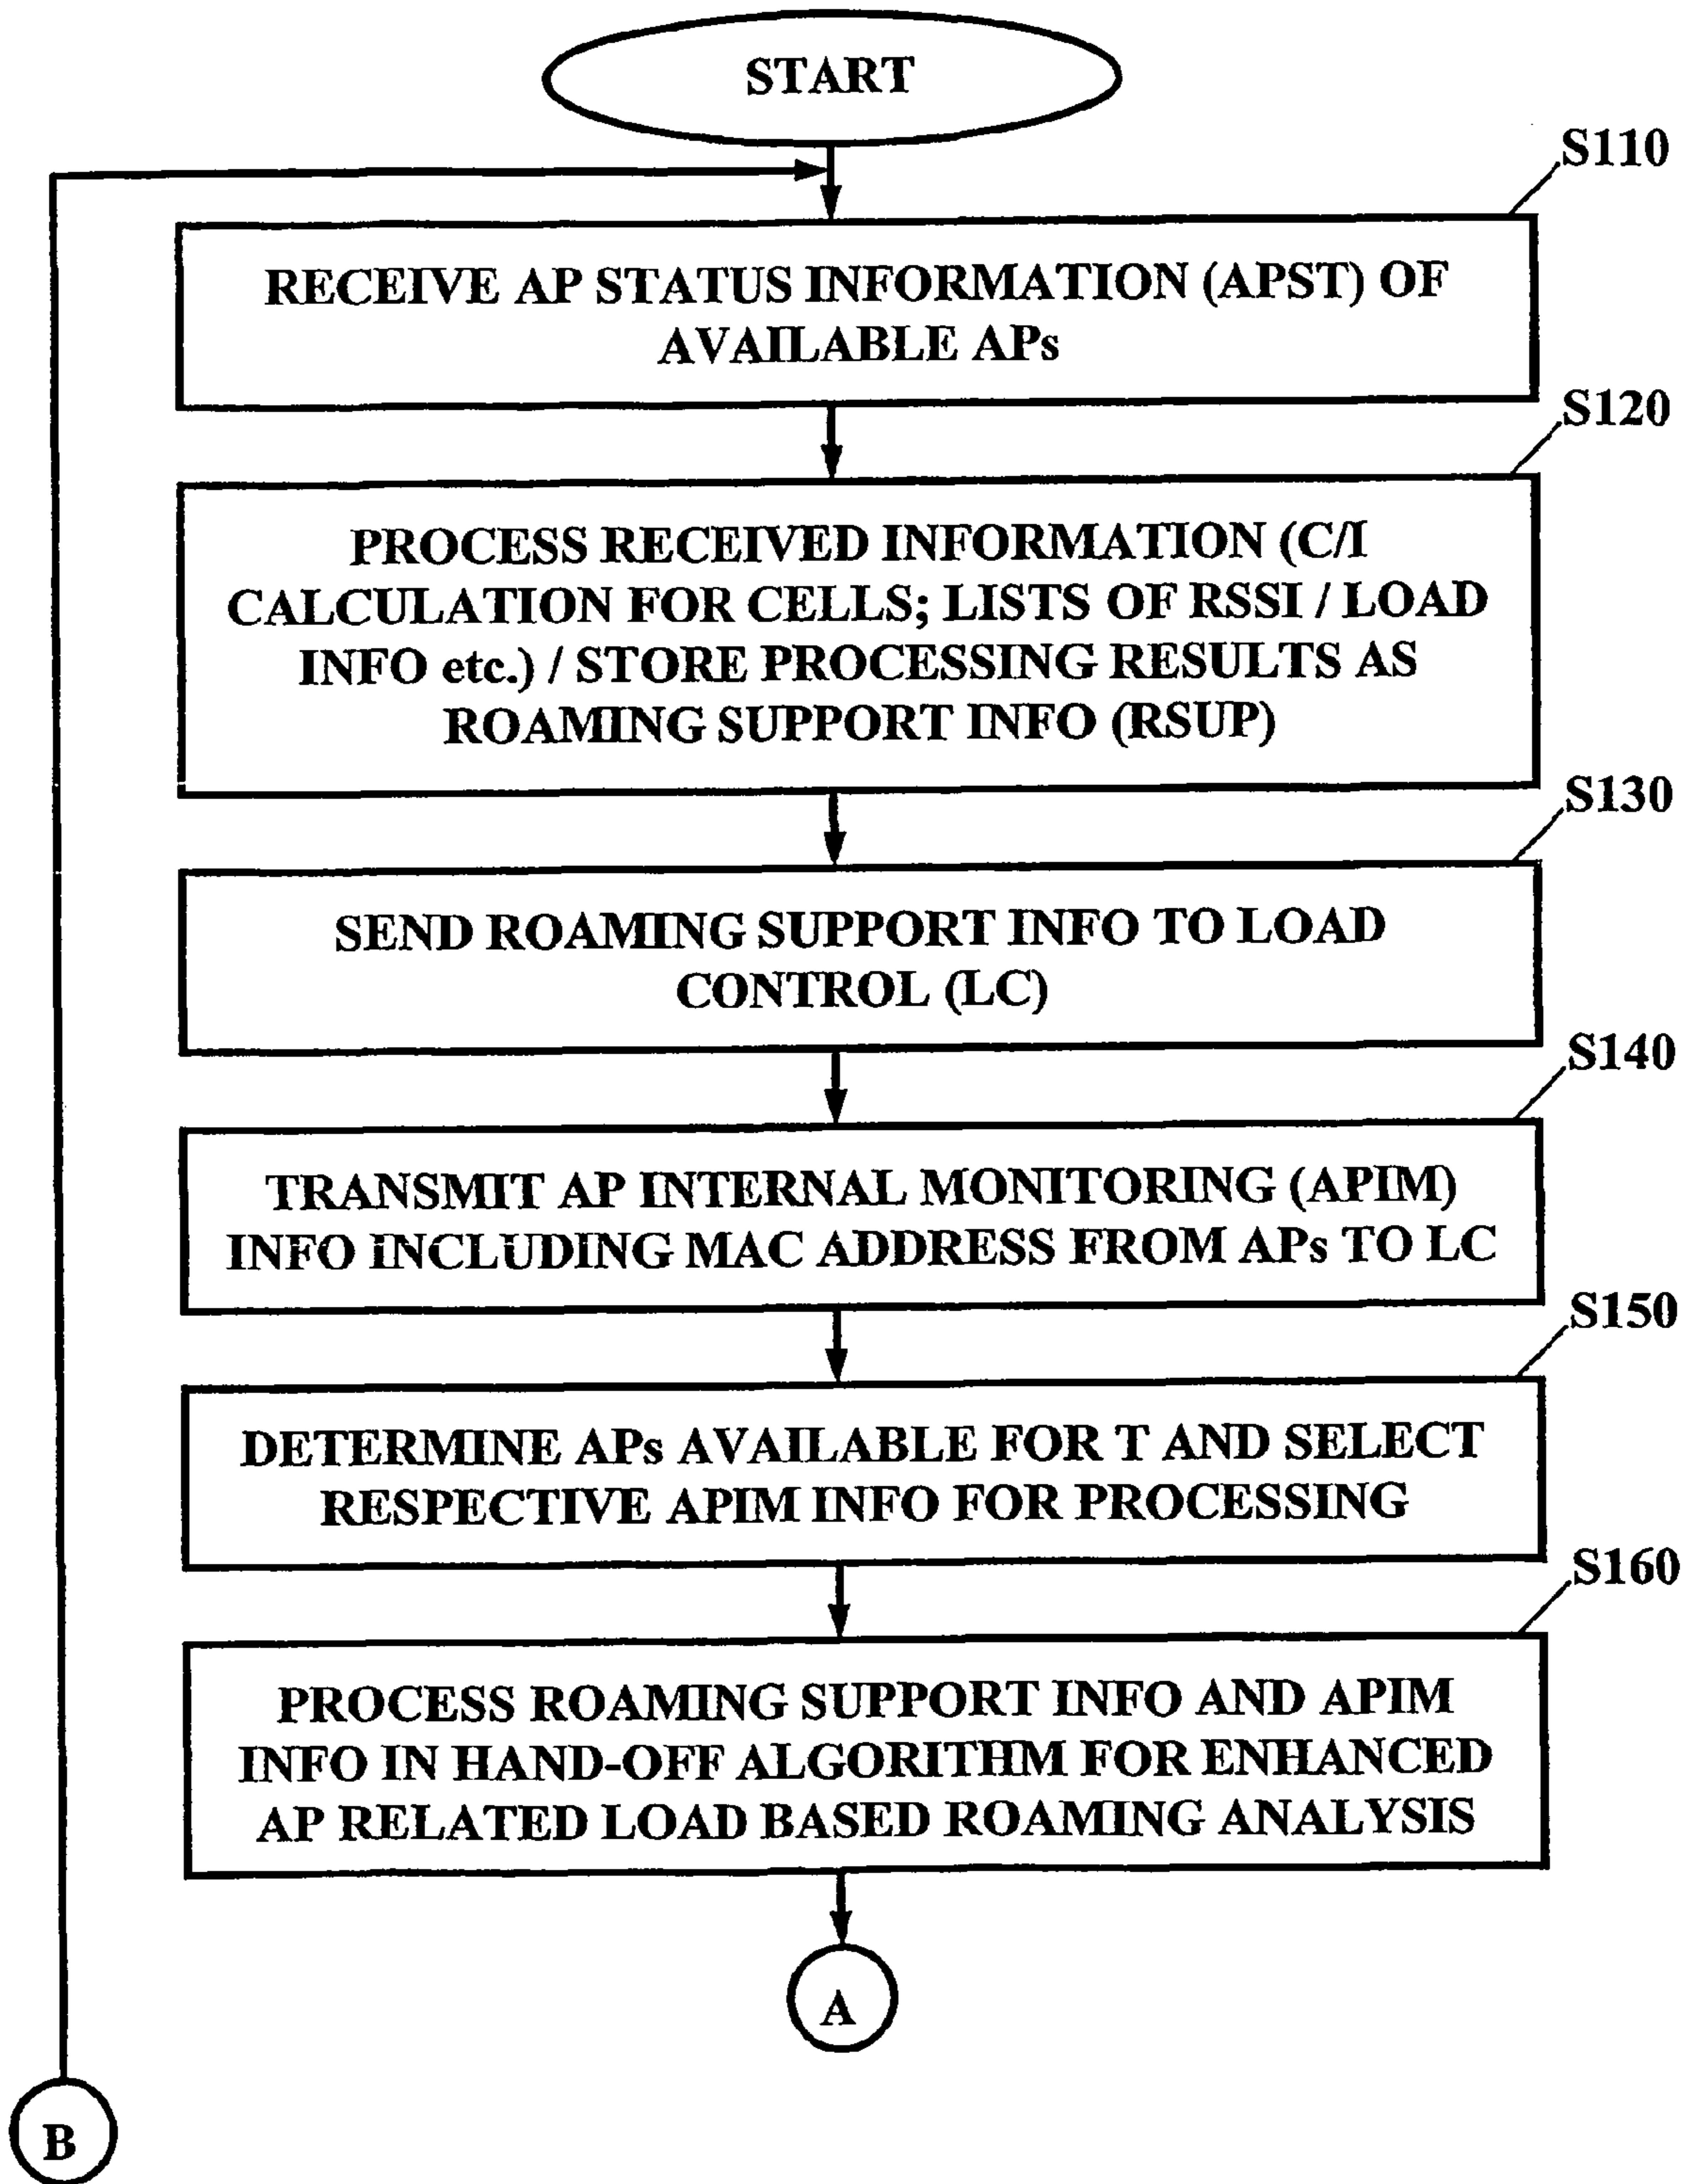 START
S110
RECEIVE AP STATUS INFORMATION (APST) OF
AVAILABLE APs
S120
PROCESS RECEIVED INFORMATION (C/I
CALCULATION FOR CELLS; LISTS OF RSSI / LOAD
INFO etc.) / STORE PROCESSING RESULTS AS
ROAMING SUPPORT INFO (RSUP)
S130
SEND ROAMING SUPPORT INFO TO LOAD
CONTROL (LC)
S140
TRANSMIT AP INTERNAL MONITORING (APIM)
INFO INCLUDING MAC ADDRESS FROM APs TO LC
S150
DETERMINE APs AVAILABLE FOR T AND SELECT
RESPECTIVE APIM INFO FOR PROCESSING
S160
PROCESS ROAMING SUPPORT INFO AND APIM
INFO IN HAND-OFF ALGORITHM FOR ENHANCED
AP RELATED LOAD BASED ROAMING ANALYSIS
A
B